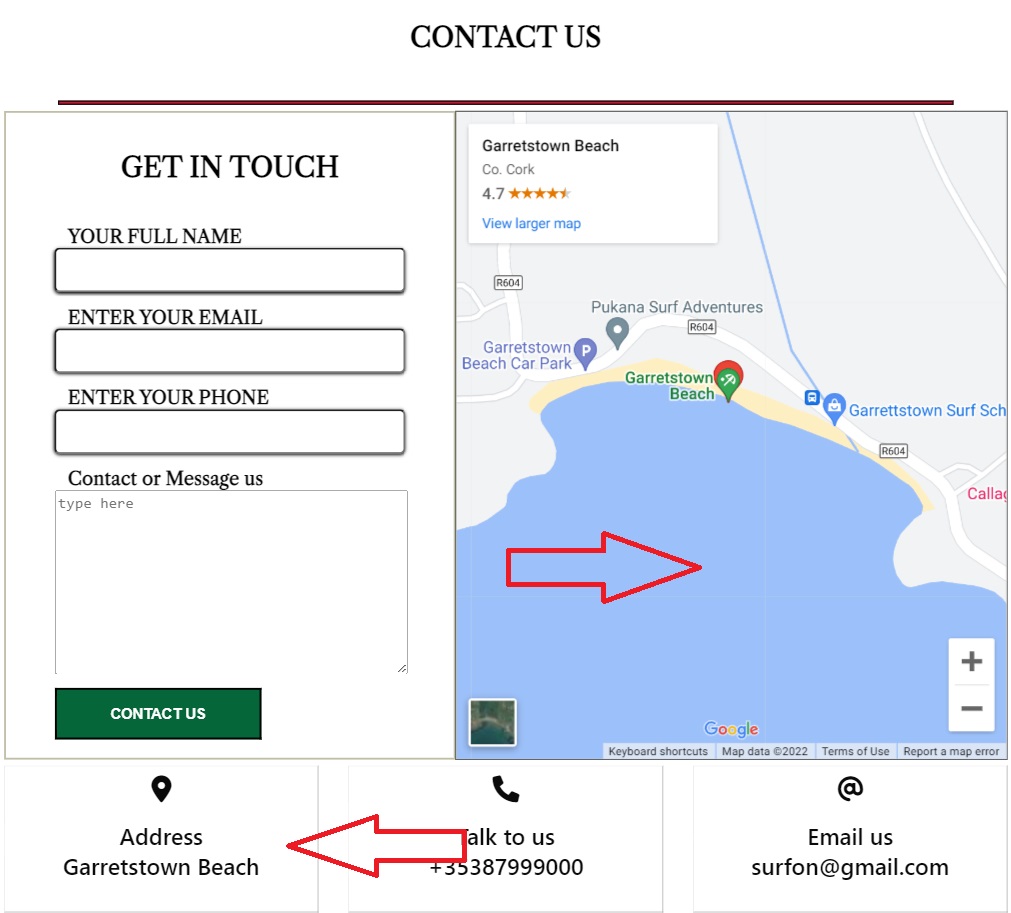 CONTACT US
GET IN TOUCH
YOUR FULL NAME
ENTER YOUR EMAIL
ENTER YOUR PHONE
Contact or Message us
type here
CONTACT US
Garretstown Beach
Co. Cork
4.7
View larger map
R604
Pukana Surf Adventures
R604
Garretstown
Beach Car Park
P
Garretstown
Beach
Garrettstown Surf Sch
R604
Callag
Google
Keyboard shortcuts
Map data ©2022
Terms of Use
Report a map error
Address
Garretstown Beach
alk to us
+35387999000
@
Email us
surfon@gmail.com